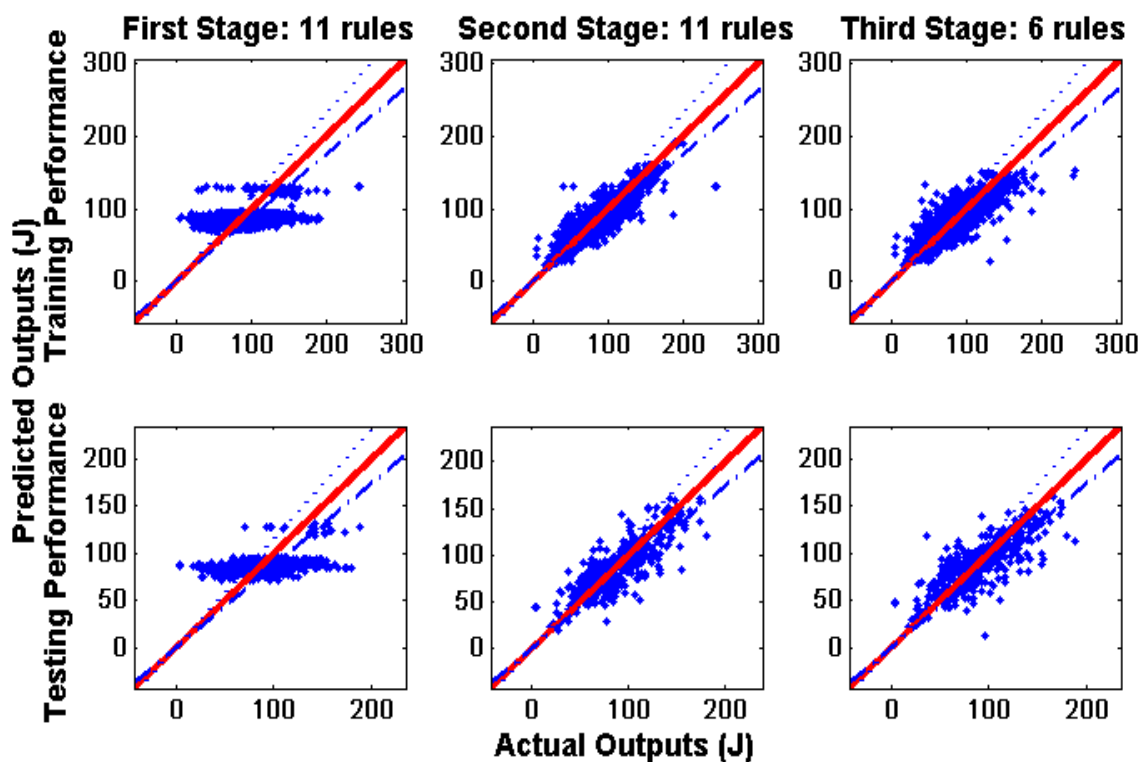 First Stage: 11 rules
Second Stage: 11 rules
Third Stage: 6 rules
Predicted Outputs (J)
Training Performance
300
200
100
0
0 100 200 300
300
200
100
0
0 100 200 300
300
200
100
0
0 100 200 300
Testing Performance
200
150
100
50
0
0 100 200
200
150
100
50
0
0 100 200
200
150
100
50
0
0 100 200
Actual Outputs (J)